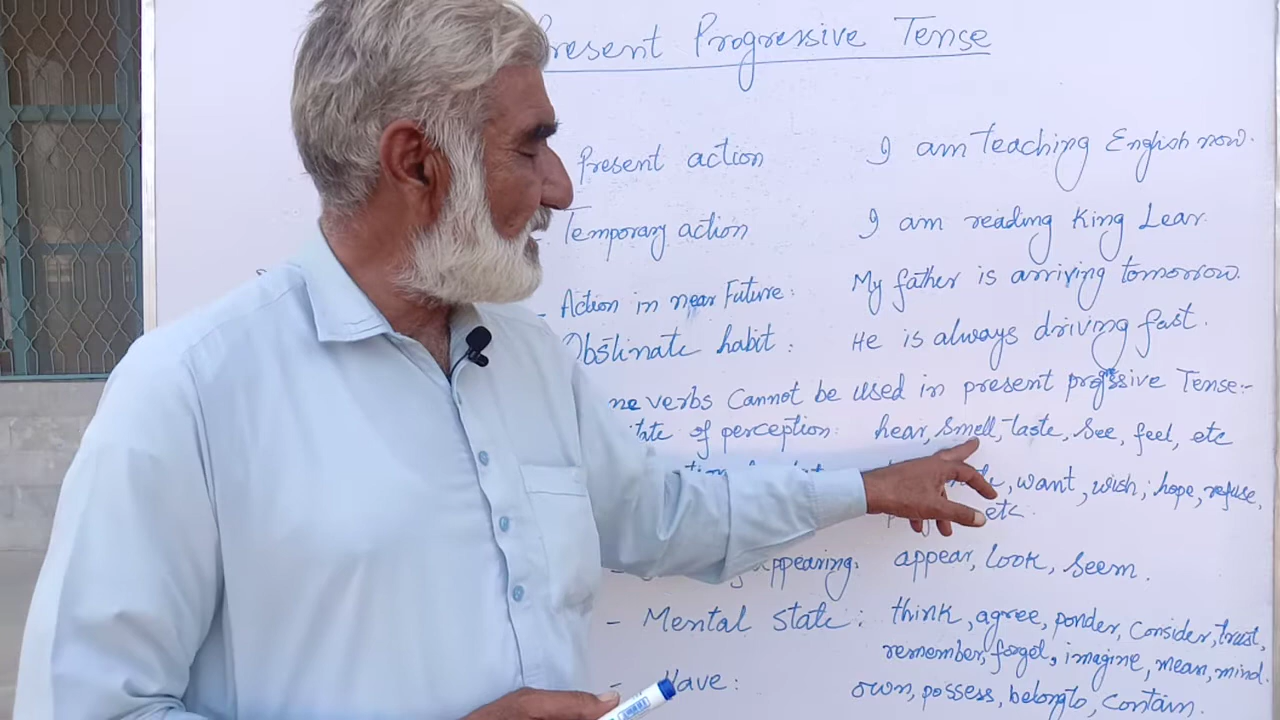 Present Progressive Tense
Present action I am teaching English now.
Temporary action I am reading King Lear.
- Action in near Future: My father is arriving tomorrow.
Obstinate habit: He is always driving fast.
verbs cannot be used in present progssive Tense:-
of perception: hear, smell, taste, see, feel, etc
, want, wish, hope, refuse,
etc
appearing: appear, look, seem.
- Mental state: think, agree, ponder, consider, trust,
remember, forget, imagine, mean, mind.
- Have: own, possess, belong to, contain.